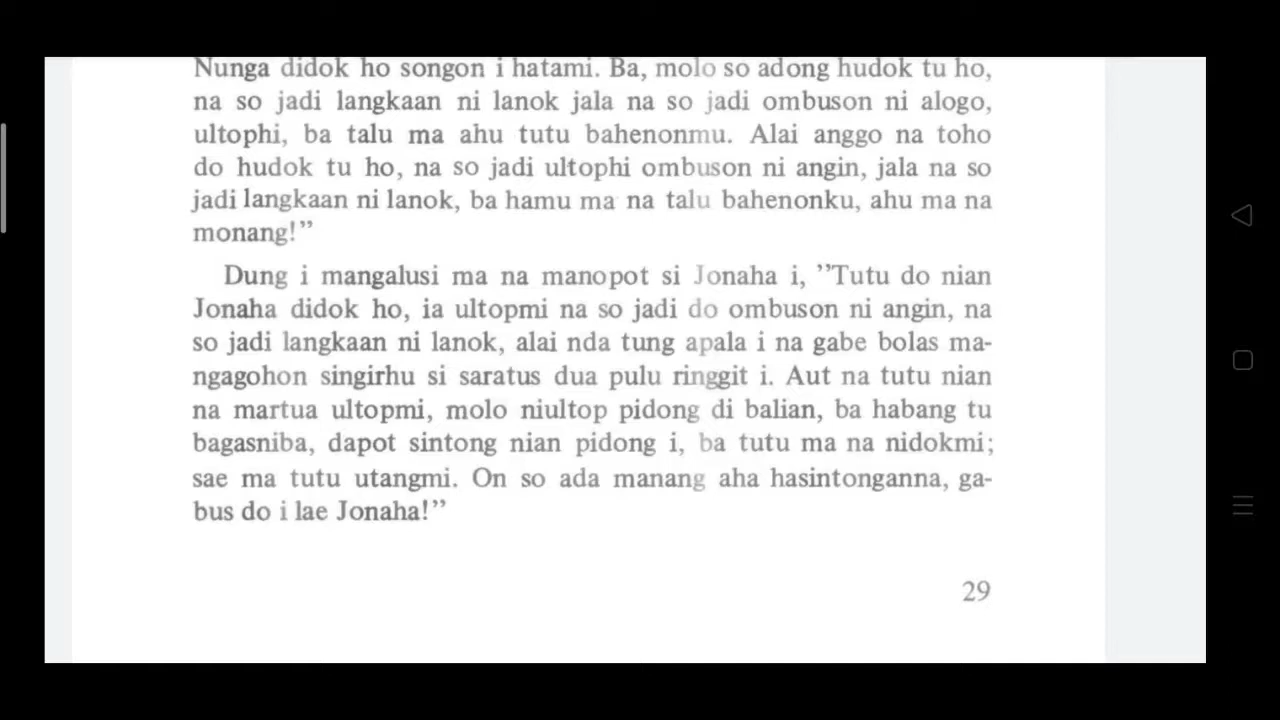 Nunga didok ho songon i hatami. Ba, molo so adong hudok tu ho,
na so jadi langkaan ni lanok jala na so jadi ombuson ni alogo,
ultophi, ba talu ma ahu tutu bahenonmu. Alai anggo na toho
do hudok tu ho, na so jadi ultophi ombuson ni angin, jala na so
jadi langkaan ni lanok, ba hamu ma na talu bahenonku, ahu ma na
monang!”
Dung i mangalusi ma na manopot si Jonaha i, ”Tutu do nian
Jonaha didok ho, ia ultopmi na so jadi do ombuson ni angin, na
so jadi langkaan ni lanok, alai nda tung apala i na gabe bolas ma-
ngagohon singirhu si saratus dua pulu ringgit i. Aut na tutu nian
na martua ultopmi, molo niultop pidong di balian, ba habang tu
bagasniba, dapot sintong nian pidong i, ba tutu ma na nidokmi;
sae ma tutu utangmi. On so ada manang aha hasintonganna, ga-
bus do i lae Jonaha!”
29